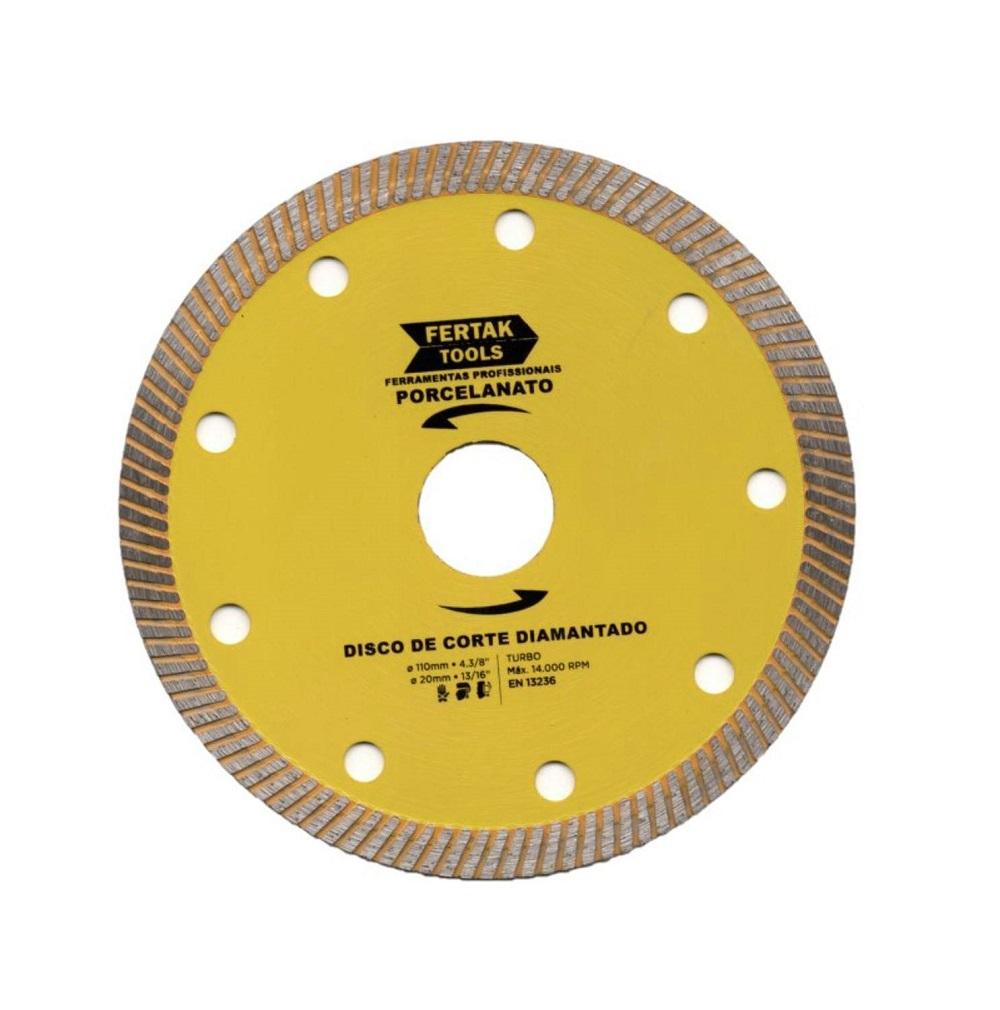 FERTAK
TOOLS
FERRAMENTAS PROFISSIONAIS
PORCELANATO
DISCO DE CORTE DIAMANTADO
ø 110mm • 4.3/8"
ø 20mm • 13/16"
TURBO
Máx. 14.000 RPM
EN 13236